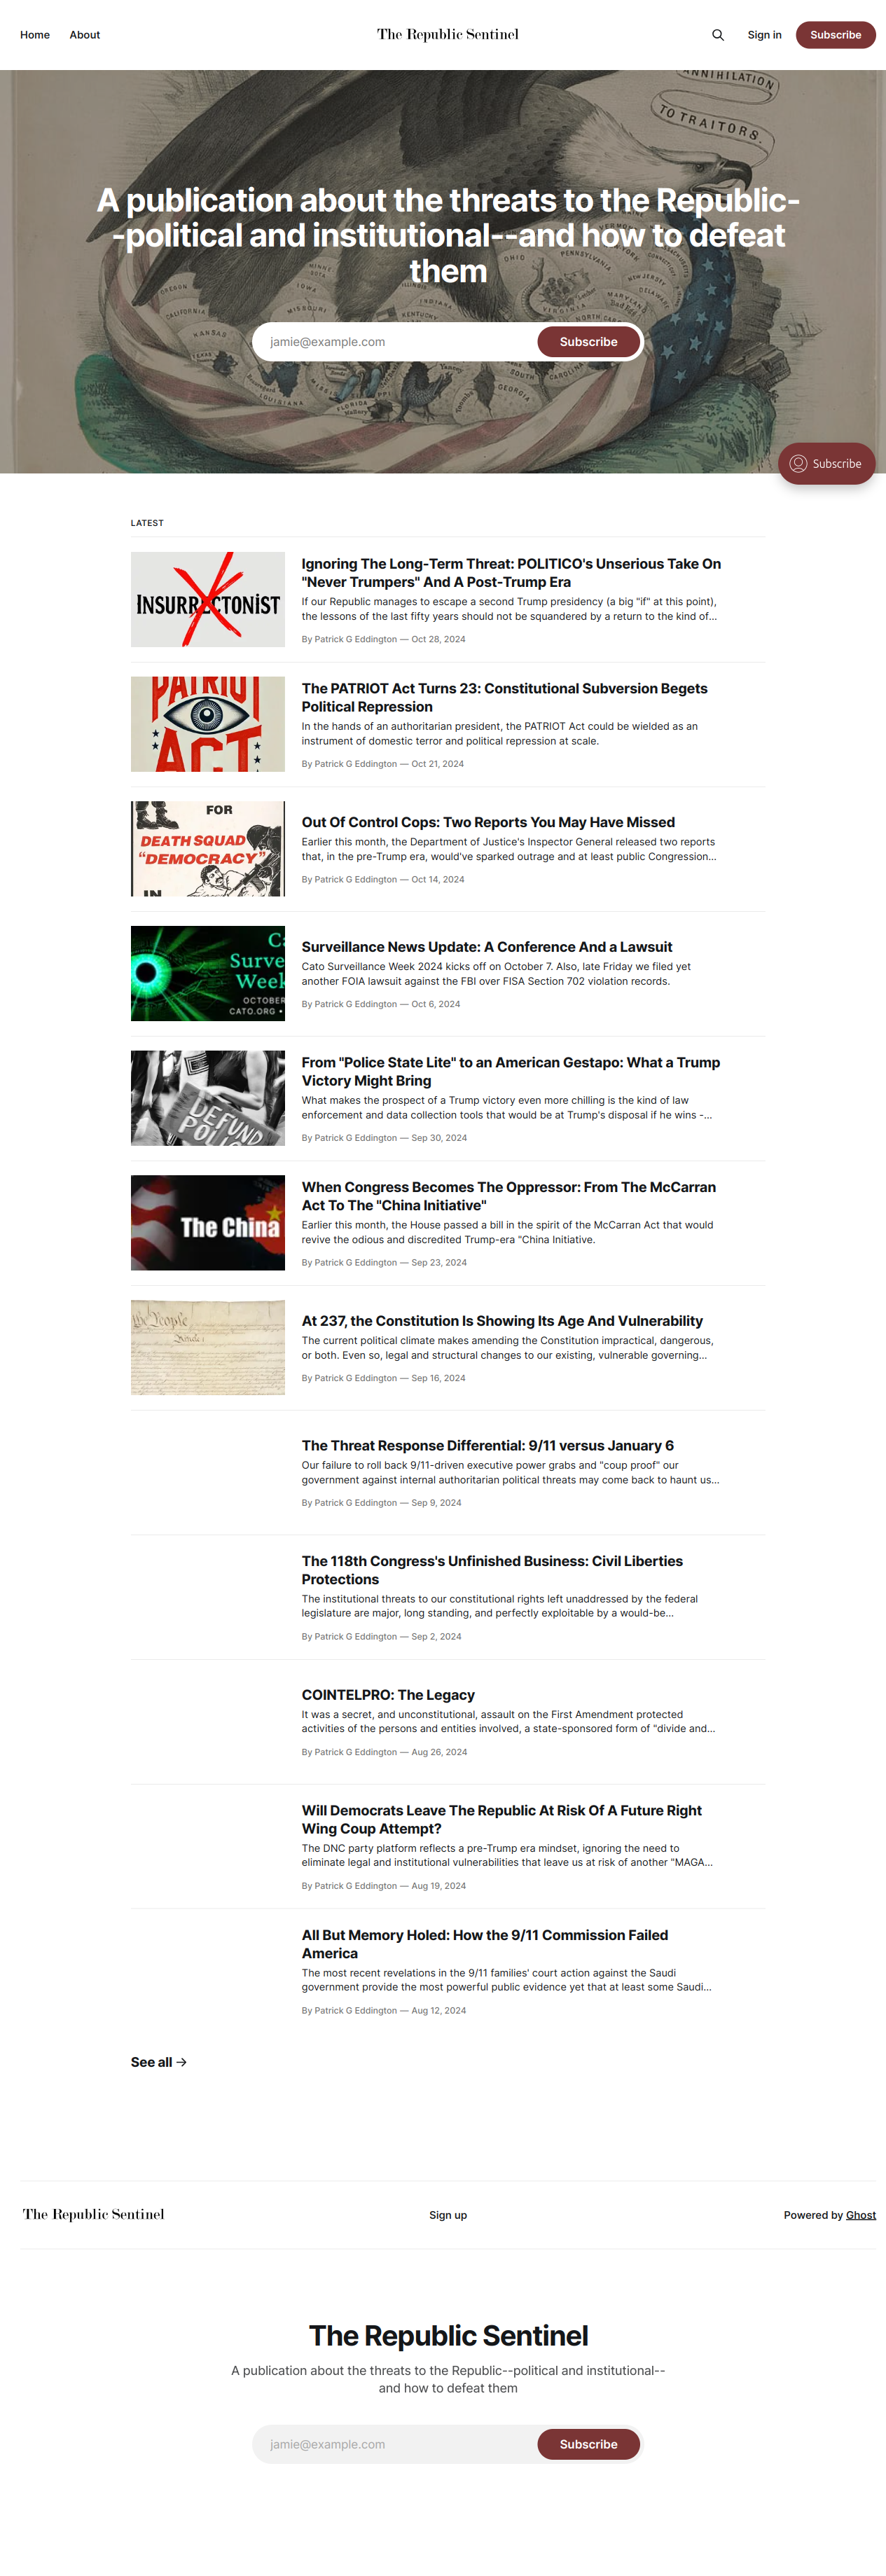 Home
About
The Republic Sentinel
Sign in
Subscribe
ANNIHILATION
TO TRAITORS.
A publication about the threats to the Republic-
-political and institutional--and how to defeat
them
MINNE-
SOTA
OHIO
PENNSYLVANIA
VERMONT
NEW JERSEY
DELAWARE
MARYLAND
OREGON
IOWA
CALIFORNIA
MISSOURI
INDIANA
KENTUCKY
VIRGINIA
KANSAS
jamie@example.com
Subscribe
LOUISIANA
FLORIDA
Mallory
GEORGIA
S. CAROLINA
Subscribe
LATEST
INSURRECTONIST
Ignoring The Long-Term Threat: POLITICO's Unserious Take On
"Never Trumpers" And A Post-Trump Era
If our Republic manages to escape a second Trump presidency (a big "if" at this point),
the lessons of the last fifty years should not be squandered by a return to the kind of...
By Patrick G Eddington — Oct 28, 2024
PATRIOT
ACT
The PATRIOT Act Turns 23: Constitutional Subversion Begets
Political Repression
In the hands of an authoritarian president, the PATRIOT Act could be wielded as an
instrument of domestic terror and political repression at scale.
By Patrick G Eddington — Oct 21, 2024
FOR
DEATH SQUAD
"DEMOCRACY"
IN
Out Of Control Cops: Two Reports You May Have Missed
Earlier this month, the Department of Justice's Inspector General released two reports
that, in the pre-Trump era, would've sparked outrage and at least public Congression...
By Patrick G Eddington — Oct 14, 2024
Ca
Surve
Week
OCTOBER
CATO.ORG •
Surveillance News Update: A Conference And a Lawsuit
Cato Surveillance Week 2024 kicks off on October 7. Also, late Friday we filed yet
another FOIA lawsuit against the FBI over FISA Section 702 violation records.
By Patrick G Eddington — Oct 6, 2024
DEFUND
POLIC
From "Police State Lite" to an American Gestapo: What a Trump
Victory Might Bring
What makes the prospect of a Trump victory even more chilling is the kind of law
enforcement and data collection tools that would be at Trump's disposal if he wins -...
By Patrick G Eddington — Sep 30, 2024
The China
When Congress Becomes The Oppressor: From The McCarran
Act To The "China Initiative"
Earlier this month, the House passed a bill in the spirit of the McCarran Act that would
revive the odious and discredited Trump-era "China Initiative.
By Patrick G Eddington — Sep 23, 2024
We People
Article I
At 237, the Constitution Is Showing Its Age And Vulnerability
The current political climate makes amending the Constitution impractical, dangerous,
or both. Even so, legal and structural changes to our existing, vulnerable governing...
By Patrick G Eddington — Sep 16, 2024
The Threat Response Differential: 9/11 versus January 6
Our failure to roll back 9/11-driven executive power grabs and "coup proof" our
government against internal authoritarian political threats may come back to haunt us...
By Patrick G Eddington — Sep 9, 2024
The 118th Congress's Unfinished Business: Civil Liberties
Protections
The institutional threats to our constitutional rights left unaddressed by the federal
legislature are major, long standing, and perfectly exploitable by a would-be...
By Patrick G Eddington — Sep 2, 2024
COINTELPRO: The Legacy
It was a secret, and unconstitutional, assault on the First Amendment protected
activities of the persons and entities involved, a state-sponsored form of "divide and...
By Patrick G Eddington — Aug 26, 2024
Will Democrats Leave The Republic At Risk Of A Future Right
Wing Coup Attempt?
The DNC party platform reflects a pre-Trump era mindset, ignoring the need to
eliminate legal and institutional vulnerabilities that leave us at risk of another "MAGA...
By Patrick G Eddington — Aug 19, 2024
All But Memory Holed: How the 9/11 Commission Failed
America
The most recent revelations in the 9/11 families' court action against the Saudi
government provide the most powerful public evidence yet that at least some Saudi...
By Patrick G Eddington — Aug 12, 2024
See all →
The Republic Sentinel
Sign up
Powered by Ghost
The Republic Sentinel
A publication about the threats to the Republic--political and institutional--
and how to defeat them
jamie@example.com
Subscribe